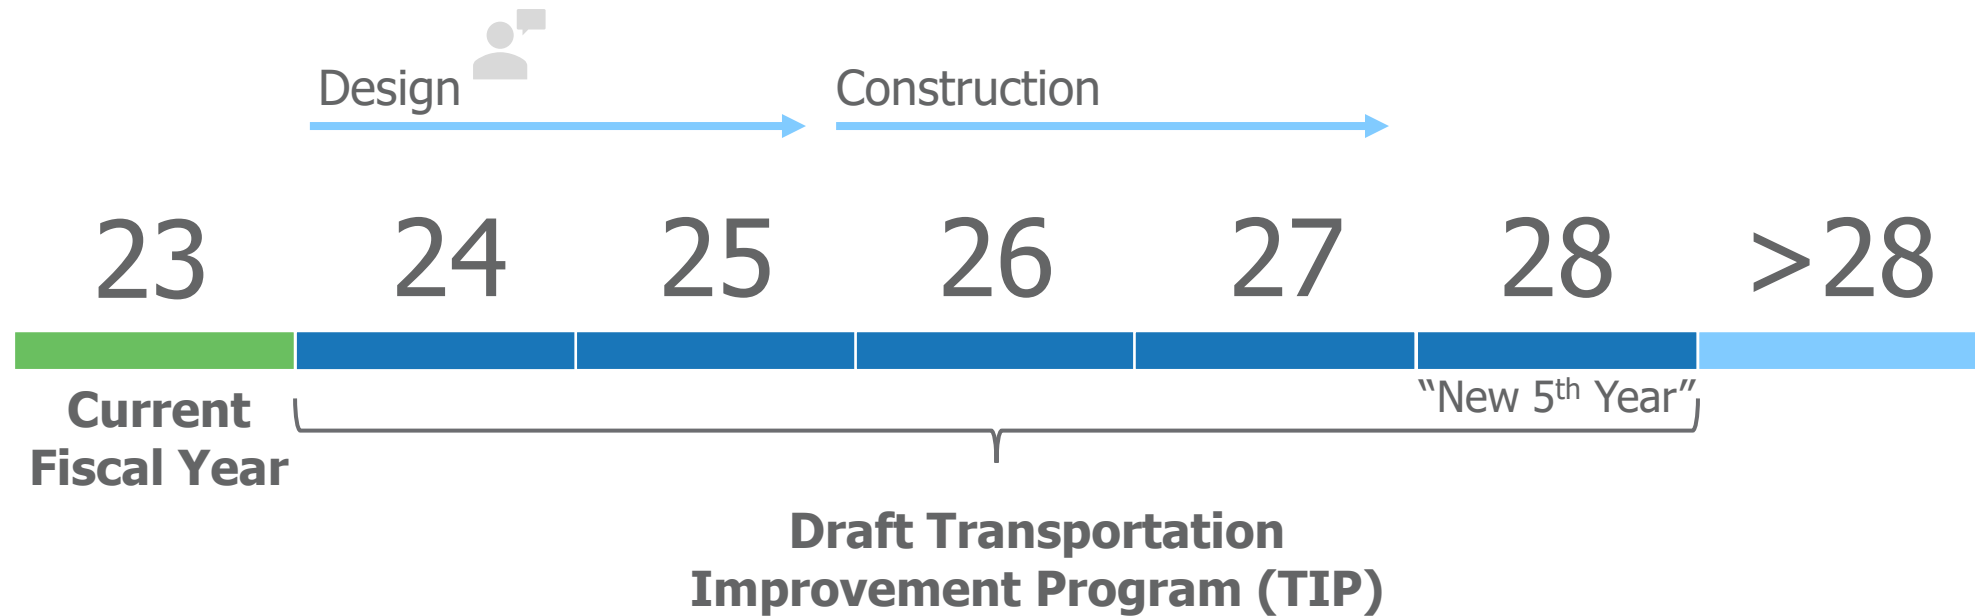 Design
Construction
23 24 25 26 27 28 >28
“New 5th Year”
Current
Fiscal Year
Draft Transportation
Improvement Program (TIP)